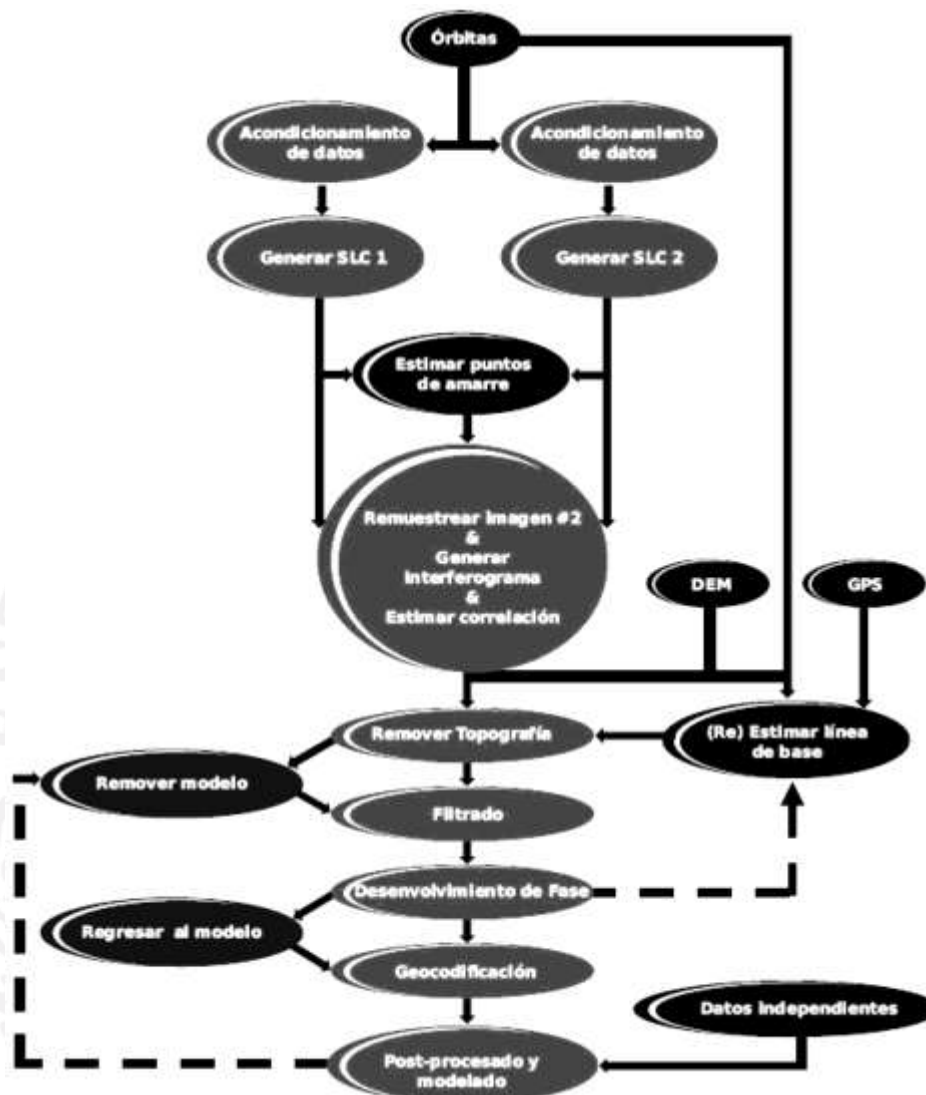 Órbitas
Acondicionamiento
de datos
Acondicionamiento
de datos
Generar SLC 1
Generar SLC 2
Estimar puntos
de amarre
Remuestrear imagen #2
&
Generar
interferograma
&
Estimar correlación
DEM
GPS
Remover Topografía
(Re) Estimar línea
de base
Remover modelo
Filtrado
Desenvolvimiento de Fase
Regresar al modelo
Geocodificación
Datos independientes
Post-procesado y
modelado